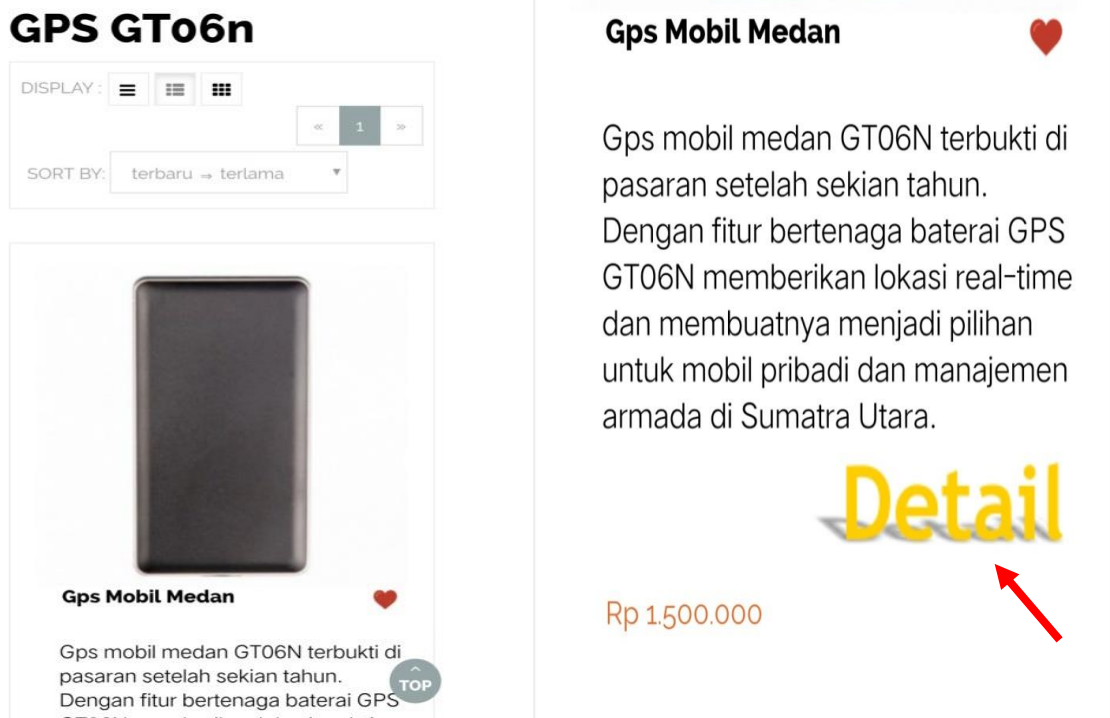 GPS GT06n
DISPLAY :
« 1 »
SORT BY: terbaru ⇒ terlama
Gps Mobil Medan
Gps mobil medan GT06N terbukti di
pasaran setelah sekian tahun.
Dengan fitur bertenaga baterai GPS
TOP
Gps Mobil Medan
Gps mobil medan GT06N terbukti di
pasaran setelah sekian tahun.
Dengan fitur bertenaga baterai GPS
GT06N memberikan lokasi real-time
dan membuatnya menjadi pilihan
untuk mobil pribadi dan manajemen
armada di Sumatra Utara.
Detail
Rp 1.500.000